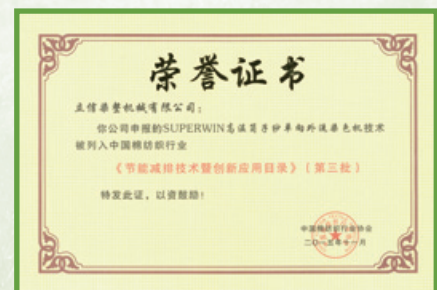 荣誉证书
立信染整机械有限公司：
你公司申报的SUPERWIN高温筒子纱单向外流染色机技术
被列入中国棉纺织行业
《节能减排技术暨创新应用目录》（第三批）
特发此证，以资鼓励！
中国棉纺织行业协会
二〇一五年十一月